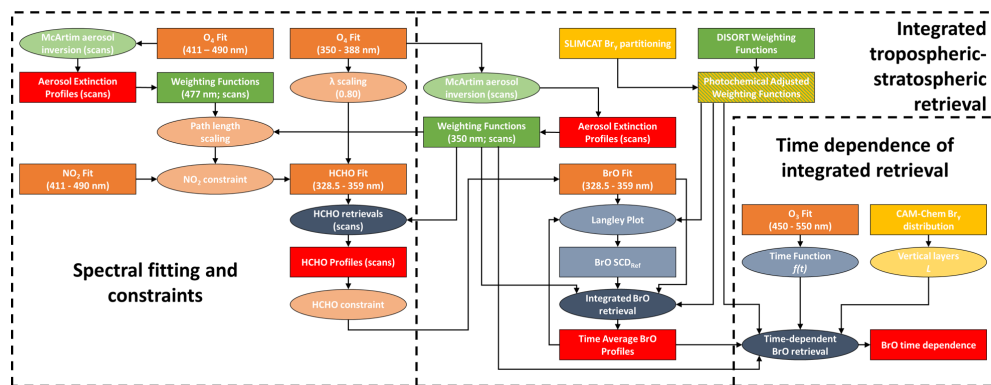 McArtim aerosol
inversion (scans)
O₄ Fit
(411 – 490 nm)
O₄ Fit
(350 - 388 nm)
SLIMCAT Brᵧ partitioning
DISORT Weighting
Functions
Integrated
tropospheric-
stratospheric
retrieval
Aerosol Extinction
Profiles (scans)
Weighting Functions
(477 nm; scans)
λ scaling
(0.80)
McArtim aerosol
inversion (scans)
Photochemical Adjusted
Weighting Functions
Path length
scaling
Weighting Functions
(350 nm; scans)
Aerosol Extinction
Profiles (scans)
Time dependence of
integrated retrieval
NO₂ Fit
(411 - 490 nm)
NO₂ constraint
HCHO Fit
(328.5 - 359 nm)
BrO Fit
(328.5 - 359 nm)
HCHO retrievals
(scans)
Langley Plot
O₃ Fit
(450 - 550 nm)
CAM-Chem Brᵧ
distribution
Spectral fitting and
constraints
HCHO Profiles (scans)
BrO SCD_Ref
Time Function
f(t)
Vertical layers
L
HCHO constraint
Integrated BrO
retrieval
Time Average BrO
Profiles
Time-dependent
BrO retrieval
BrO time dependence